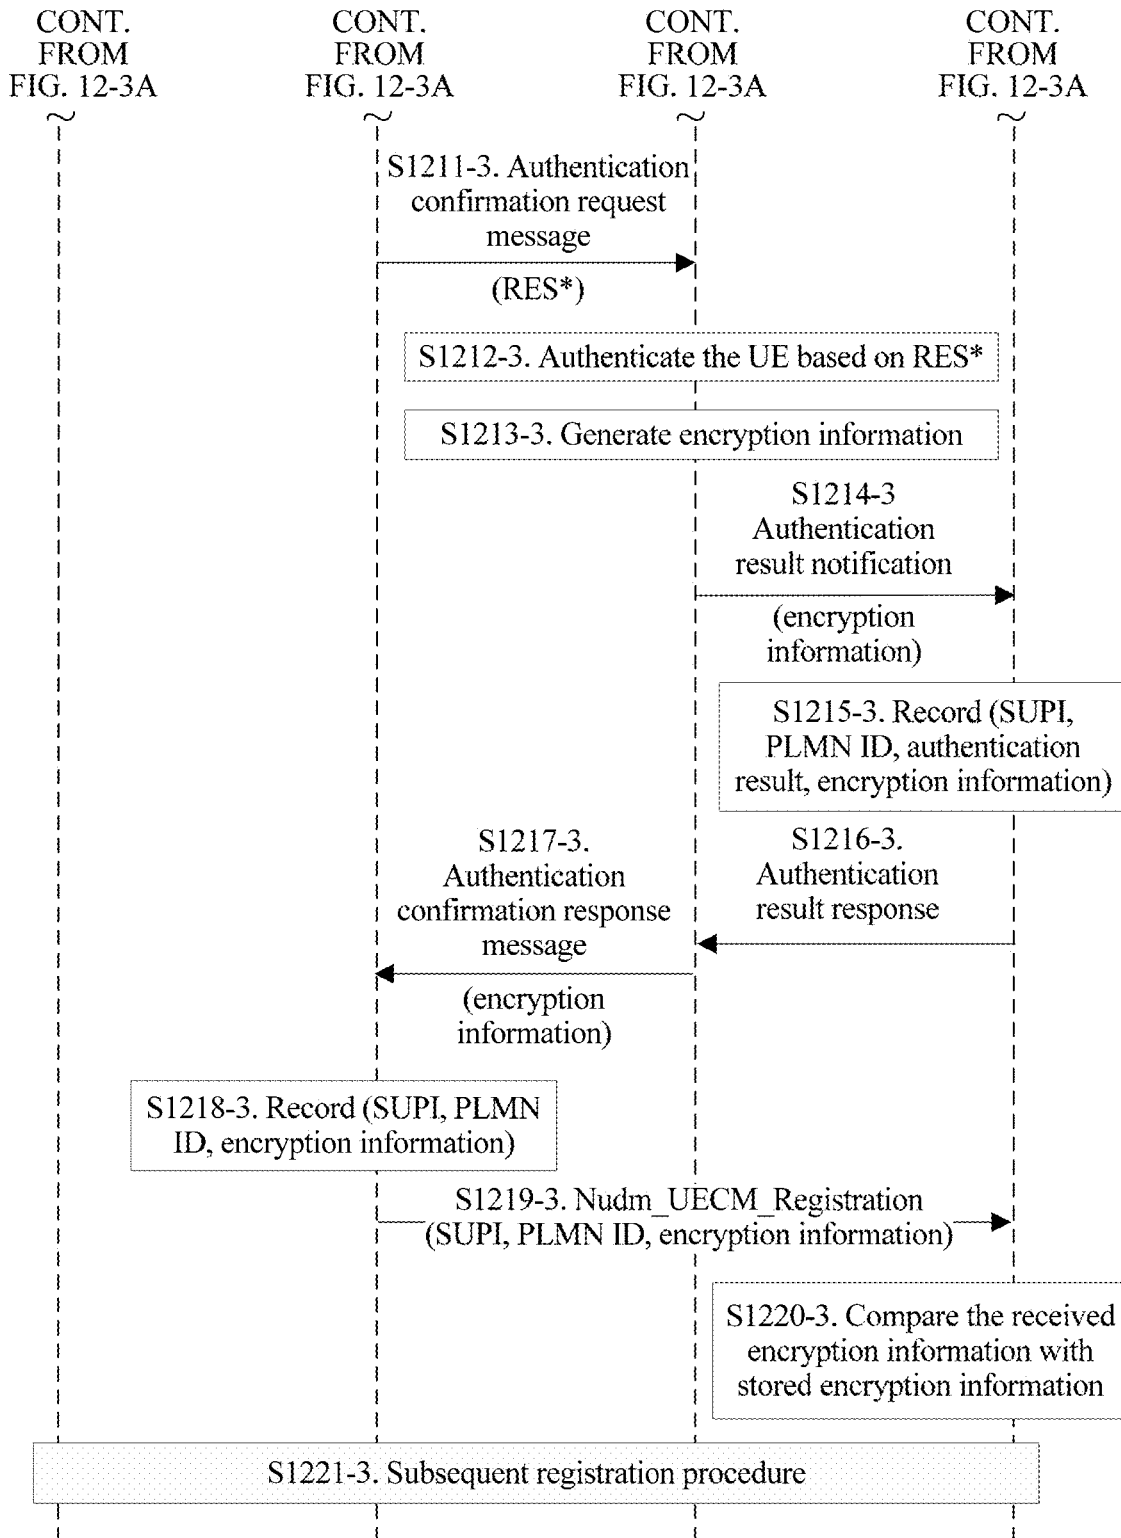 CONT.
FROM
FIG. 12-3A
CONT.
FROM
FIG. 12-3A
CONT.
FROM
FIG. 12-3A
CONT.
FROM
FIG. 12-3A
S1211-3. Authentication
confirmation request
message
(RES*)
S1212-3. Authenticate the UE based on RES*
S1213-3. Generate encryption information
S1214-3
Authentication
result notification
(encryption
information)
S1215-3. Record (SUPI,
PLMN ID, authentication
result, encryption information)
S1216-3.
Authentication
result response
S1217-3.
Authentication
confirmation response
message
(encryption
information)
S1218-3. Record (SUPI, PLMN
ID, encryption information)
S1219-3. Nudm_UECM_Registration
(SUPI, PLMN ID, encryption information)
S1220-3. Compare the received
encryption information with
stored encryption information
S1221-3. Subsequent registration procedure